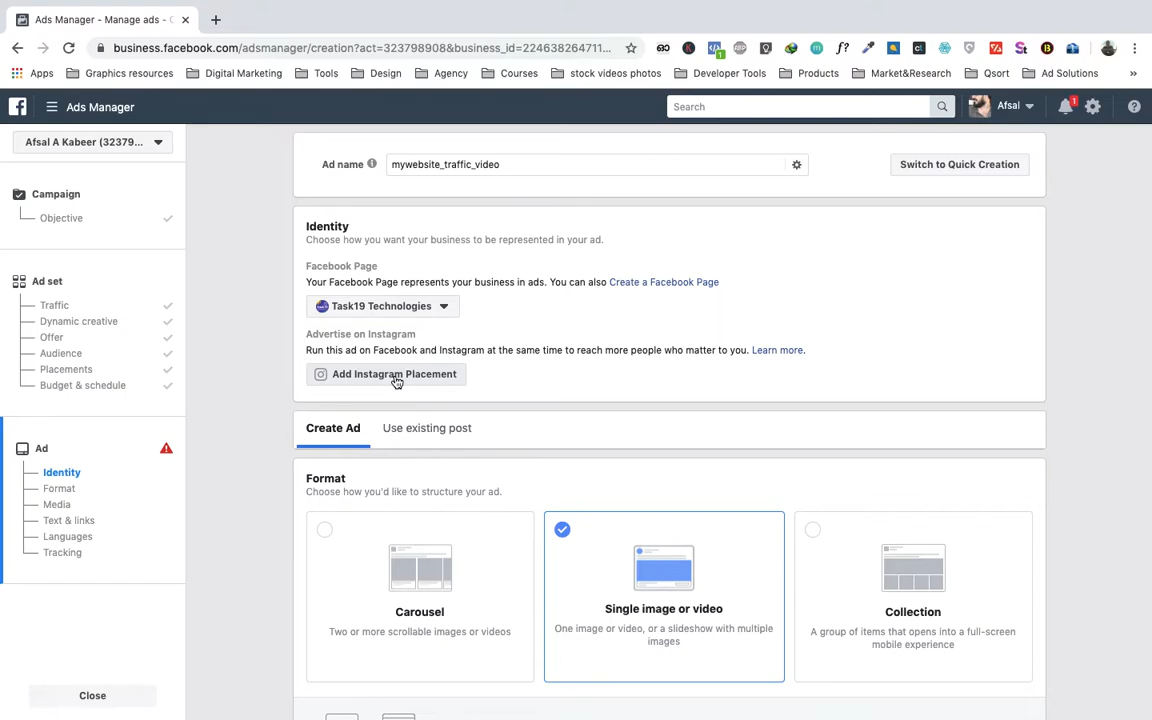 Ads Manager - Manage ads - C
business.facebook.com/adsmanager/creation?act=323798908&business_id=224638264711...
1
Apps
Graphics resources
Digital Marketing
Tools
Design
Agency
Courses
stock videos photos
Developer Tools
Products
Market&Research
Qsort
Ad Solutions
Ads Manager
Search
Afsal
1
Afsal A Kabeer (32379...
Campaign
Objective
Ad set
Traffic
Dynamic creative
Offer
Audience
Placements
Budget & schedule
Ad
Identity
Format
Media
Text & links
Languages
Tracking
Close
Ad name
mywebsite_traffic_video
Switch to Quick Creation
Identity
Choose how you want your business to be represented in your ad.
Facebook Page
Your Facebook Page represents your business in ads. You can also Create a Facebook Page
Task19 Technologies
Advertise on Instagram
Run this ad on Facebook and Instagram at the same time to reach more people who matter to you. Learn more.
Add Instagram Placement
Create Ad
Use existing post
Format
Choose how you'd like to structure your ad.
Carousel
Two or more scrollable images or videos
Single image or video
One image or video, or a slideshow with multiple
images
Collection
A group of items that opens into a full-screen
mobile experience